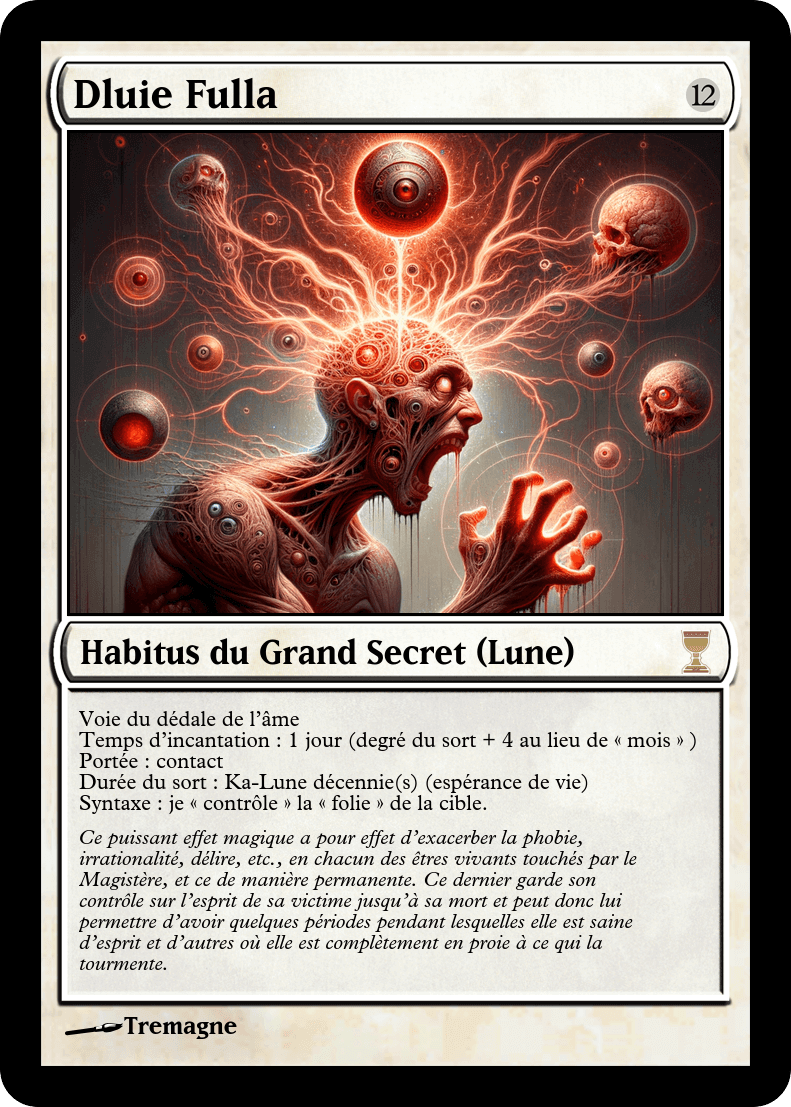 Dluie Fulla
12
Habitus du Grand Secret (Lune)
Voie du dédale de l'âme
Temps d'incantation : 1 jour (degré du sort + 4 au lieu de « mois » )
Portée : contact
Durée du sort : Ka-Lune décennie(s) (espérance de vie)
Syntaxe : je « contrôle » la « folie » de la cible.
Ce puissant effet magique a pour effet d'exacerber la phobie,
irrationalité, délire, etc., en chacun des êtres vivants touchés par le
Magistère, et ce de manière permanente. Ce dernier garde son
contrôle sur l'esprit de sa victime jusqu'à sa mort et peut donc lui
permettre d'avoir quelques périodes pendant lesquelles elle est saine
d'esprit et d'autres où elle est complètement en proie à ce qui la
tourmente.
Tremagne